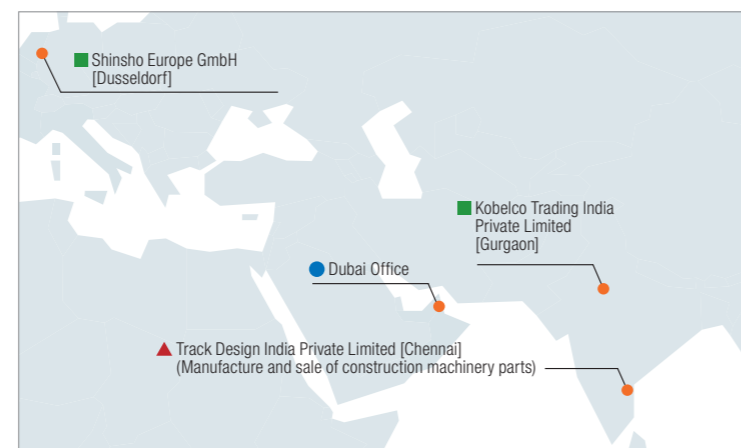 Shinsho Europe GmbH
[Dusseldorf]
Kobelco Trading India
Private Limited
[Gurgaon]
Dubai Office
Track Design India Private Limited [Chennai]
(Manufacture and sale of construction machinery parts)